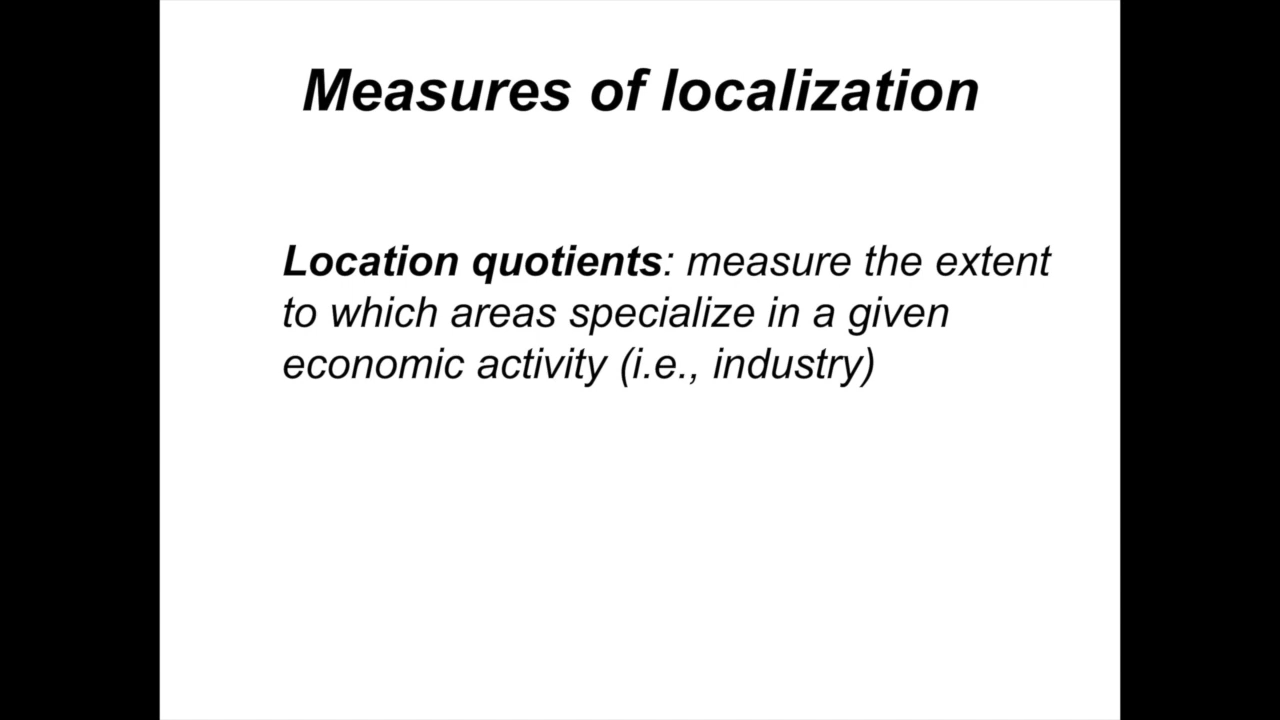 Measures of localization
Location quotients: measure the extent
to which areas specialize in a given
economic activity (i.e., industry)